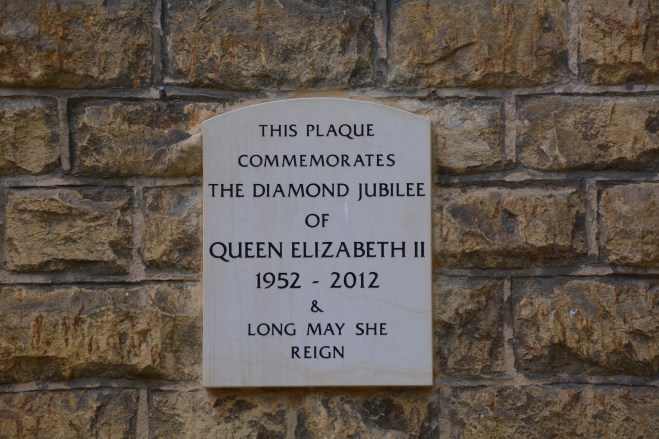 THIS PLAQUE
COMMEMORATES
THE DIAMOND JUBILEE
OF
QUEEN ELIZABETH II
1952 - 2012
&
LONG MAY SHE
REIGN